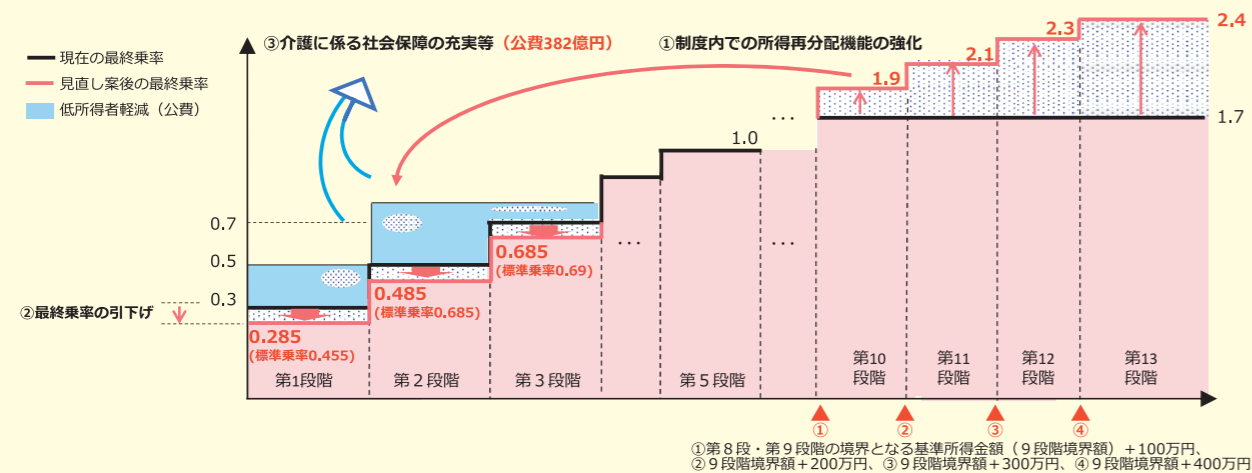 ③介護に係る社会保障の充実等（公費382億円）
①制度内での所得再分配機能の強化
現在の最終乗率
見直し案後の最終乗率
低所得者軽減（公費）
2.4
2.3
2.1
1.9
1.7
…
1.0
0.7
0.5
0.3
②最終乗率の引下げ
0.685
(標準乗率0.69)
0.485
(標準乗率0.685)
0.285
(標準乗率0.455)
…
…
第1段階
第２段階
第３段階
第５段階
第10
段階
第11
段階
第12
段階
第13
段階
①
②
③
④
①第８段・第９段階の境界となる基準所得金額（９段階境界額）+100万円、
②９段階境界額+200万円、③９段階境界額+300万円、④９段階境界額+400万円